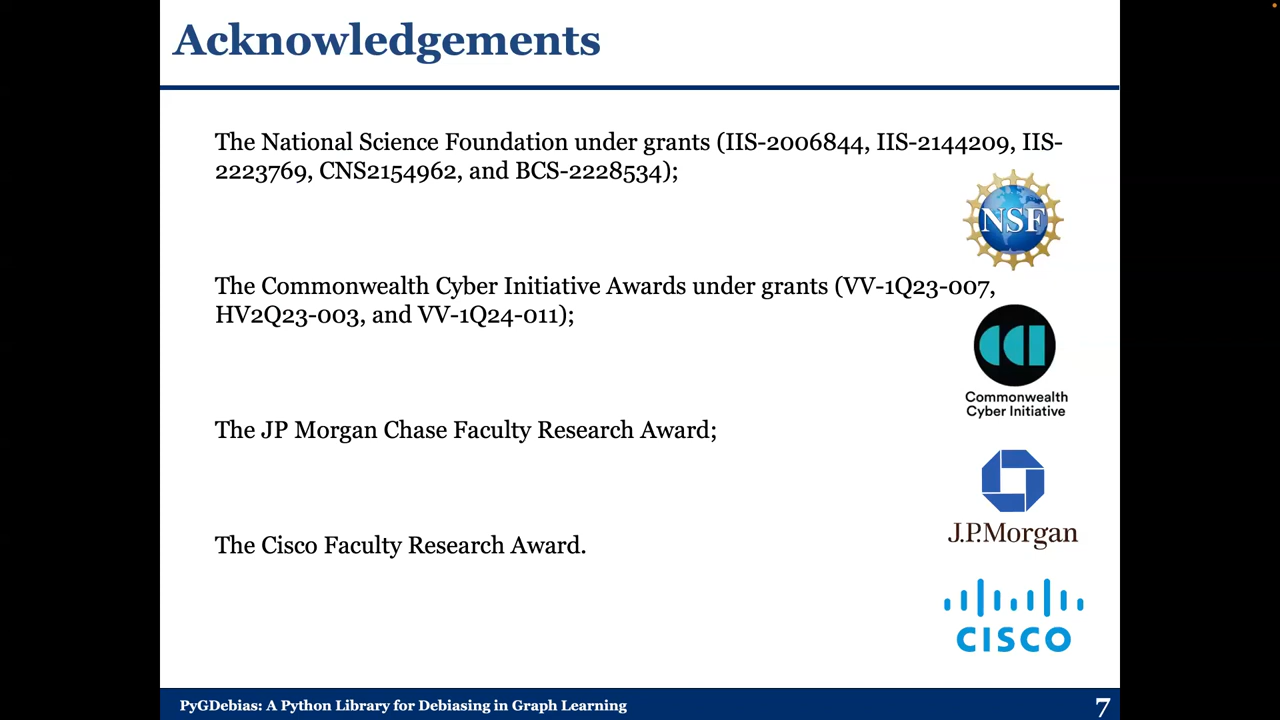 Acknowledgements
The National Science Foundation under grants (IIS-2006844, IIS-2144209, IIS-
2223769, CNS2154962, and BCS-2228534);
NSF
The Commonwealth Cyber Initiative Awards under grants (VV-1Q23-007,
HV2Q23-003, and VV-1Q24-011);
CCI
Commonwealth
Cyber Initiative
The JP Morgan Chase Faculty Research Award;
J.P.Morgan
The Cisco Faculty Research Award.
CISCO
PyGDebias: A Python Library for Debiasing in Graph Learning
7